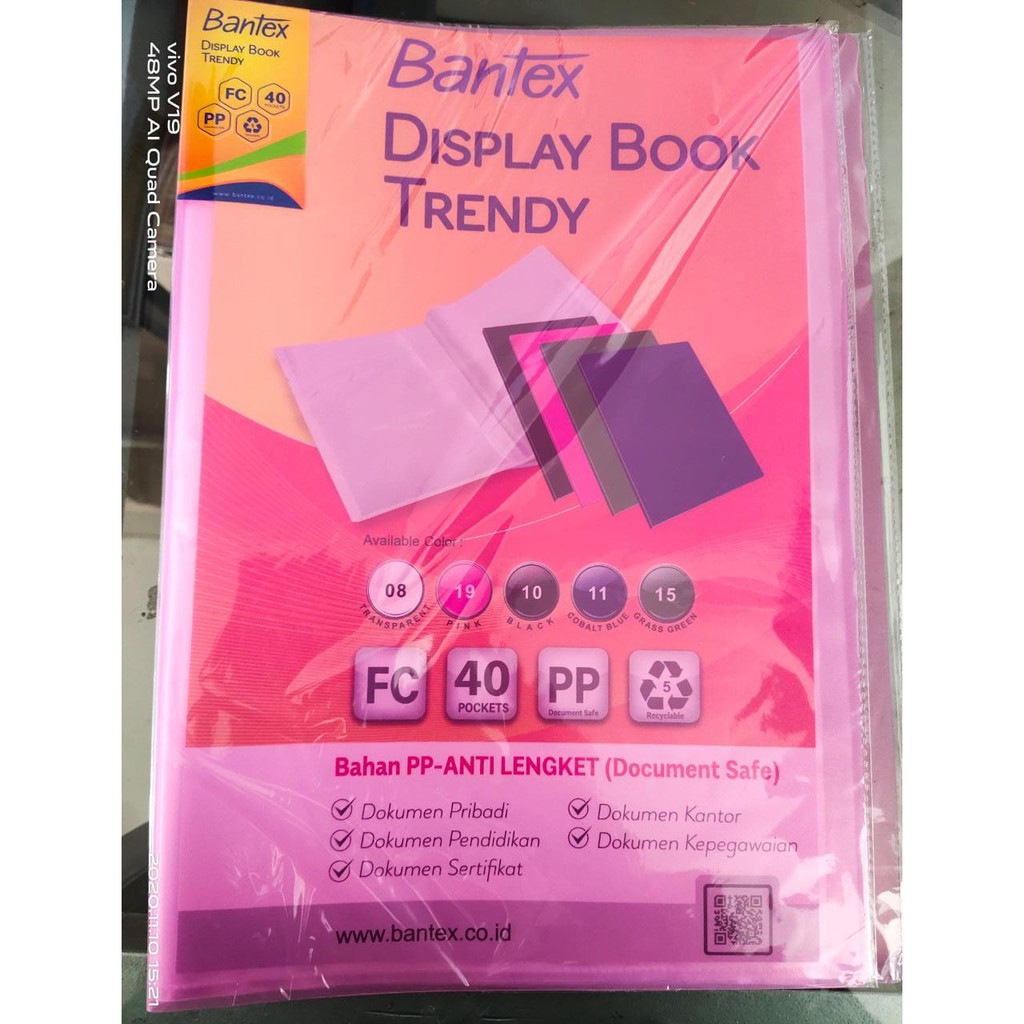 Bantex
DISPLAY BOOK
TRENDY
FC
40
POCKETS
PP
www.bantex.co.id
Bantex
DISPLAY BOOK
TRENDY
Available Color :
08
TRANSPARENT
19
PINK
10
BLACK
11
COBALT BLUE
15
GRASS GREEN
FC
40
POCKETS
PP
Document Safe
5
Recyclable
Bahan PP-ANTI LENGKET (Document Safe)
Dokumen Pribadi
Dokumen Kantor
Dokumen Pendidikan
Dokumen Kepegawaian
Dokumen Sertifikat
www.bantex.co.id
vivo V19
48MP AI Quad Camera
2020.11.10 15:21